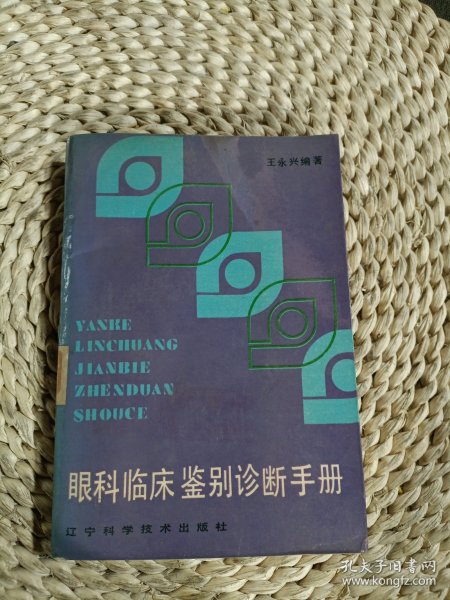 王永兴编著
YANKE
LINCHUANG
JIANBIE
ZHENDUAN
SHOUCE
眼科临床鉴别诊断手册
辽宁科学技术出版社
孔夫子旧书网
www.kongfz.com